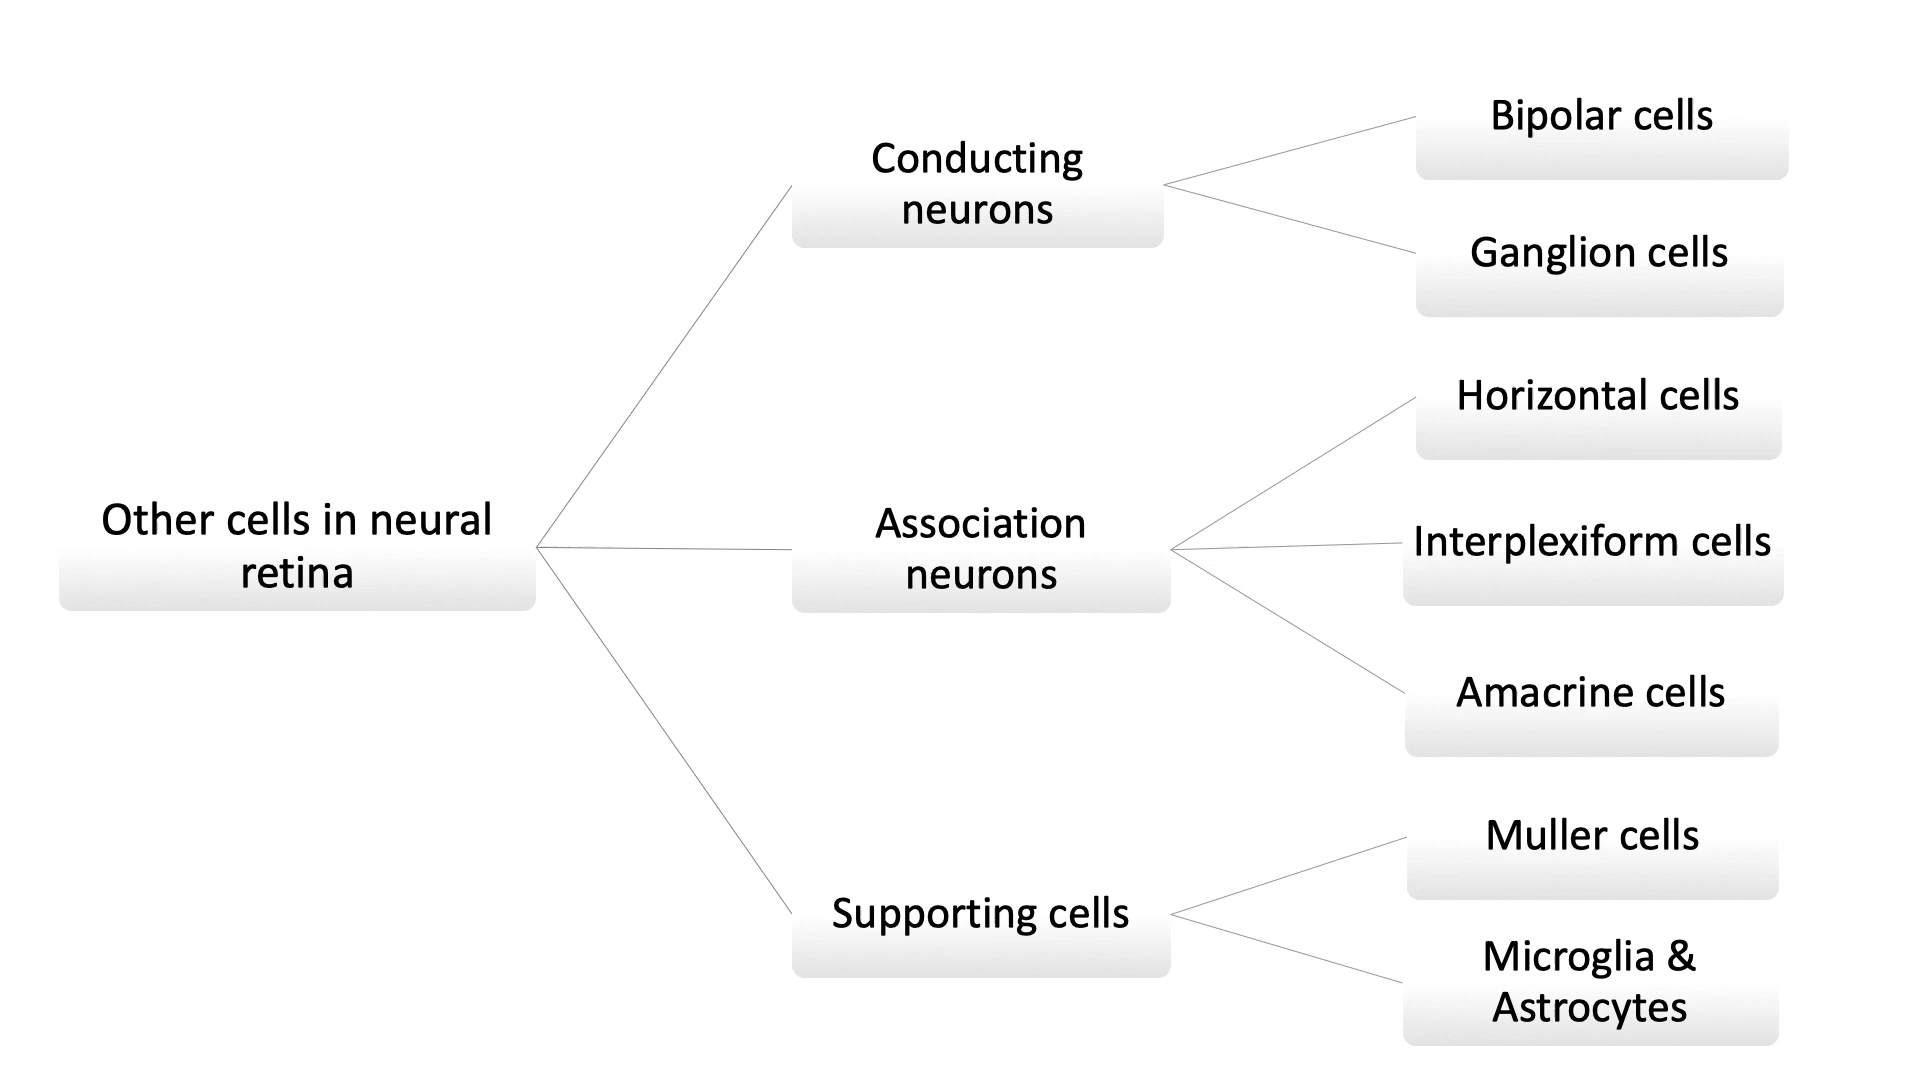 Other cells in neural
retina
Conducting
neurons
Bipolar cells
Ganglion cells
Association
neurons
Horizontal cells
Interplexiform cells
Amacrine cells
Supporting cells
Muller cells
Microglia &
Astrocytes